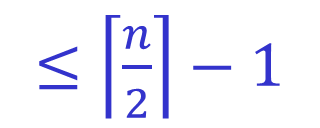 ≤ ⌈n/2⌉ − 1